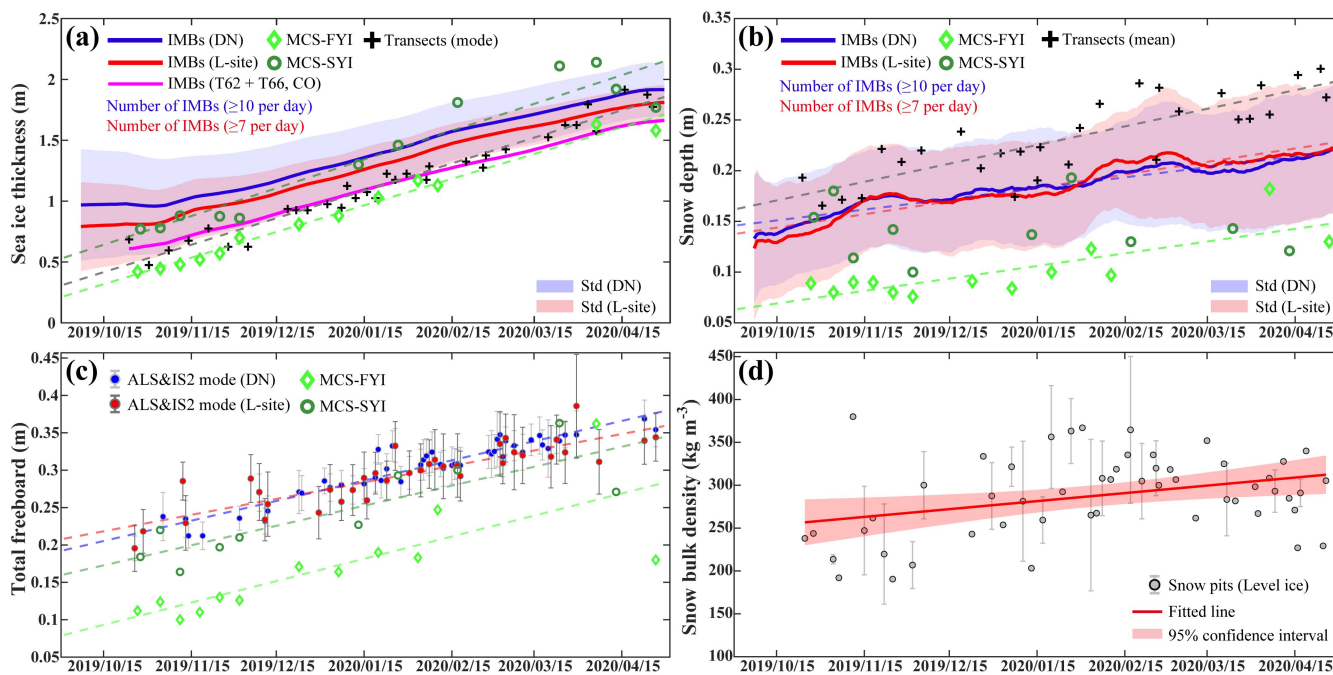 (a)
IMBs (DN)
IMBs (L-site)
IMBs (T62 + T66, CO)
MCS-FYI
MCS-SYI
Transects (mode)
Number of IMBs (≥10 per day)
Number of IMBs (≥7 per day)
Std (DN)
Std (L-site)
Sea ice thickness (m)
2.5
2
1.5
1
0.5
0
2019/10/15
2019/11/15
2019/12/15
2020/01/15
2020/02/15
2020/03/15
2020/04/15
(b)
IMBs (DN)
IMBs (L-site)
MCS-FYI
MCS-SYI
Transects (mean)
Number of IMBs (≥10 per day)
Number of IMBs (≥7 per day)
Std (DN)
Std (L-site)
Snow depth (m)
0.35
0.3
0.25
0.2
0.15
0.1
0.05
2019/10/15
2019/11/15
2019/12/15
2020/01/15
2020/02/15
2020/03/15
2020/04/15
(c)
ALS&IS2 mode (DN)
ALS&IS2 mode (L-site)
MCS-FYI
MCS-SYI
Total freeboard (m)
0.45
0.4
0.35
0.3
0.25
0.2
0.15
0.1
0.05
2019/10/15
2019/11/15
2019/12/15
2020/01/15
2020/02/15
2020/03/15
2020/04/15
(d)
Snow pits (Level ice)
Fitted line
95% confidence interval
Snow bulk density (kg m-3)
450
400
350
300
250
200
150
100
2019/10/15
2019/11/15
2019/12/15
2020/01/15
2020/02/15
2020/03/15
2020/04/15